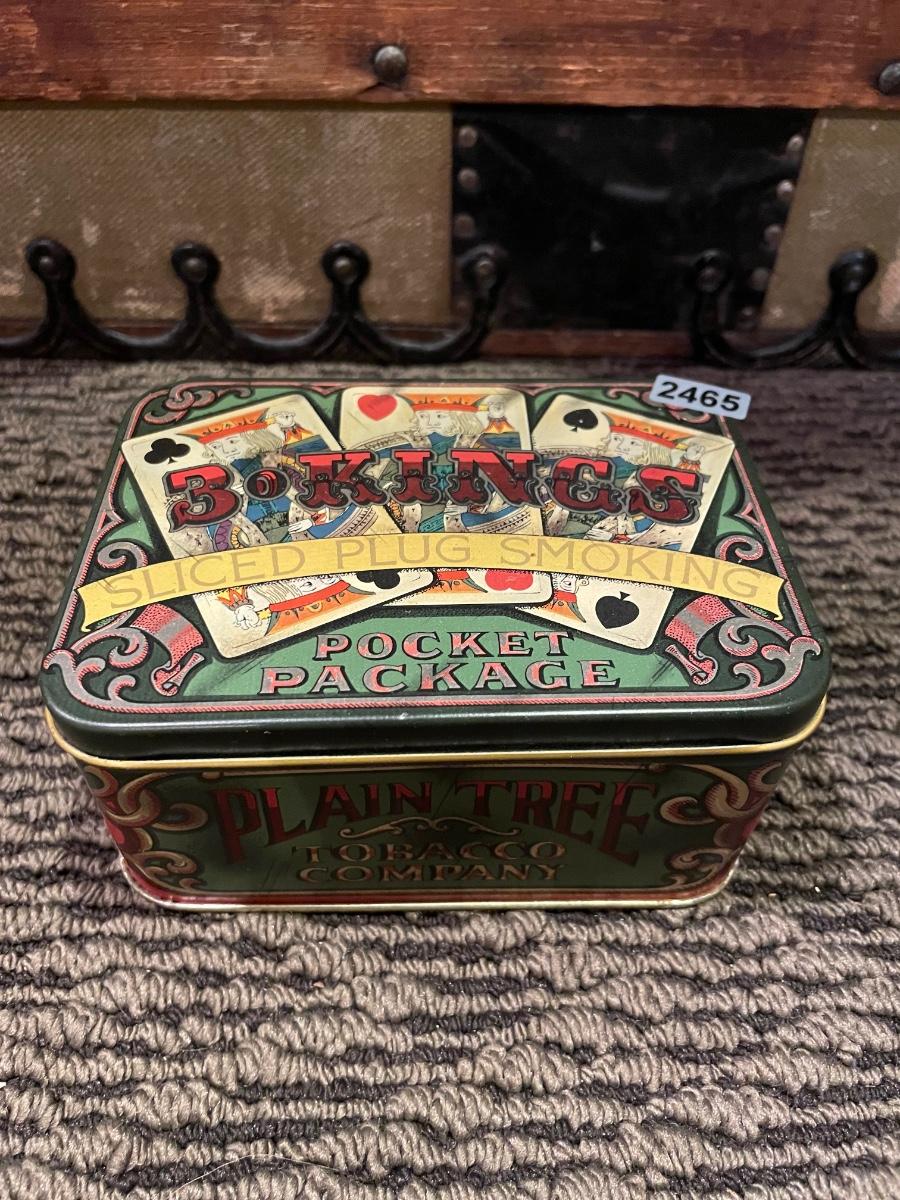 2465
3 KINGS
SLICED PLUG SMOKING
POCKET
PACKAGE
PLAIN TREE
TOBACCO
COMPANY